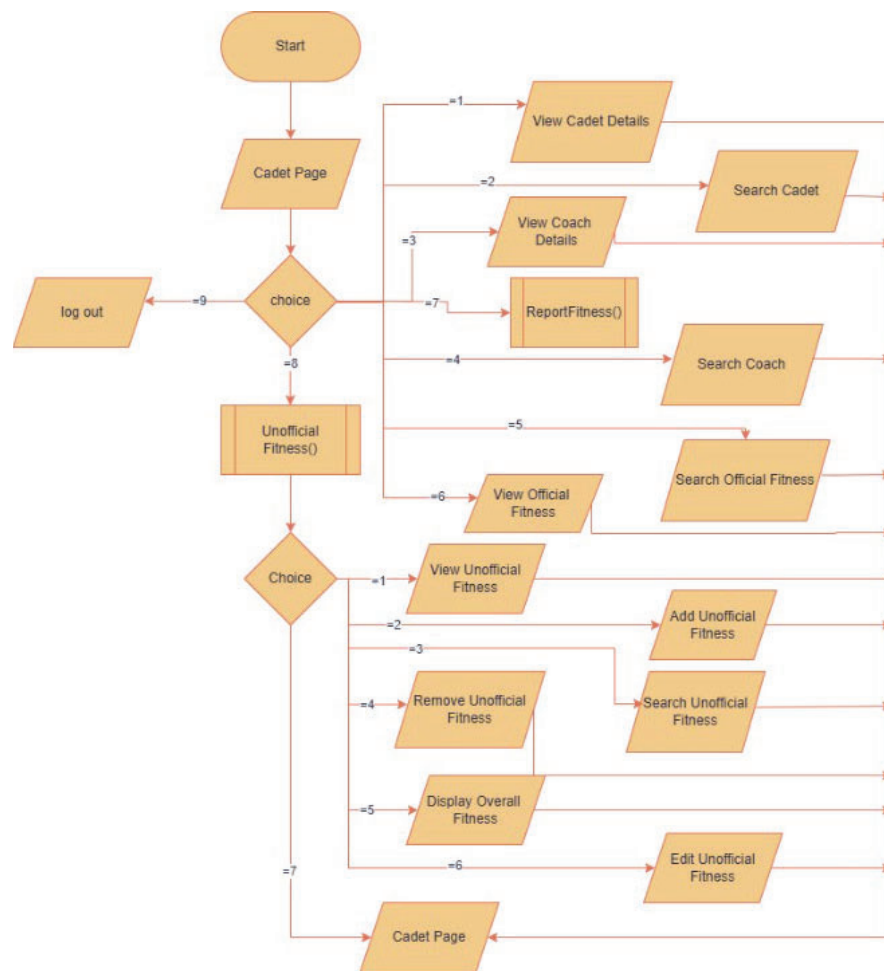 Start
=1
View Cadet Details
Cadet Page
=2
Search Cadet
=3
View Coach
Details
log out
=9
choice
=7
ReportFitness()
=8
=4
Search Coach
Unofficial
Fitness()
=5
Search Official Fitness
=6
View Official
Fitness
Choice
=1
View Unofficial
Fitness
=2
Add Unofficial
Fitness
=3
=4
Remove Unofficial
Fitness
Search Unofficial
Fitness
=5
Display Overall
Fitness
=6
Edit Unofficial
Fitness
=7
Cadet Page